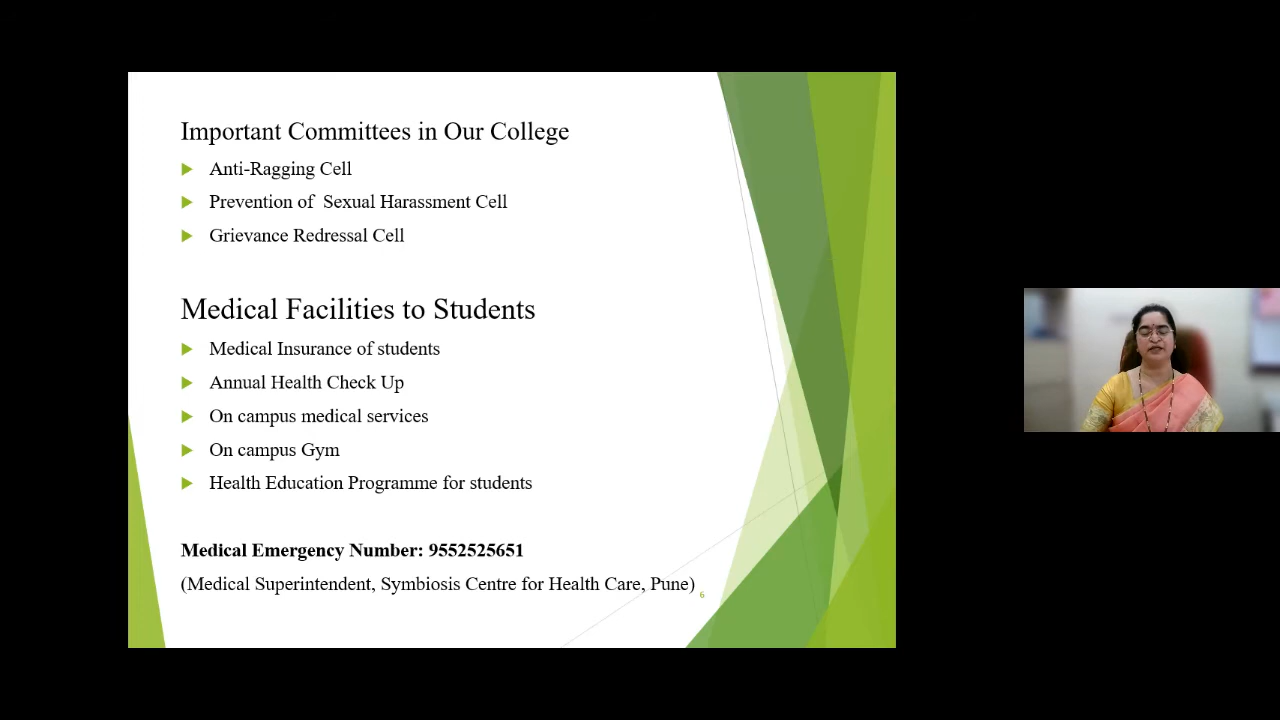 Important Committees in Our College
Anti-Ragging Cell
Prevention of  Sexual Harassment Cell
Grievance Redressal Cell
Medical Facilities to Students
Medical Insurance of students
Annual Health Check Up
On campus medical services
On campus Gym
Health Education Programme for students
Medical Emergency Number: 9552525651
(Medical Superintendent, Symbiosis Centre for Health Care, Pune)
6